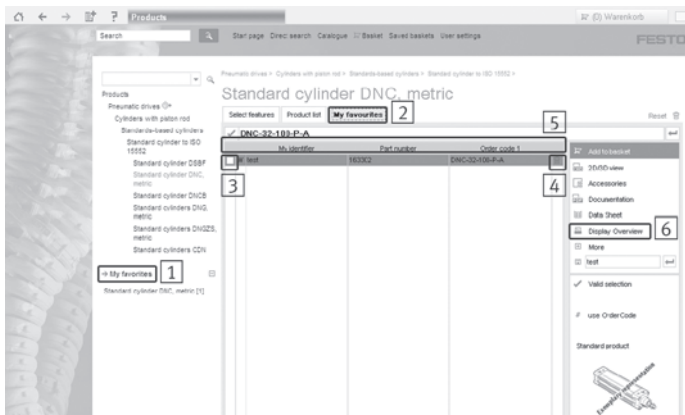 Products
(0) Warenkorb
Search
Start page Direct search Catalogue Basket Saved baskets User settings
FESTO
Pneumatic drives > Cylinders with piston rod > Standards-based cylinders > Standard cylinder to ISO 15552 >
Standard cylinder DNC, metric
Products
Pneumatic drives
Cylinders with piston rod
Standards-based cylinders
Standard cylinder to ISO
15552
Standard cylinder DSBF
Standard cylinder DNC,
metric
Standard cylinder DNCB
Standard cylinders DNG,
metric
Standard cylinders DNGZS,
metric
Standard cylinders CDN
→ My favorites
1
Standard cylinder DNC, metric [1]
Select features
Product list
My favourites
2
Reset
DNC-32-100-P-A
5
My identifier
Part number
Order code 1
test
163302
DNC-32-100-P-A
3
4
Add to basket
2D/3D view
Accessories
Documentation
Data Sheet
Display Overview
6
More
test
Valid selection
# use OrderCode
Standard product
Exemplary representation